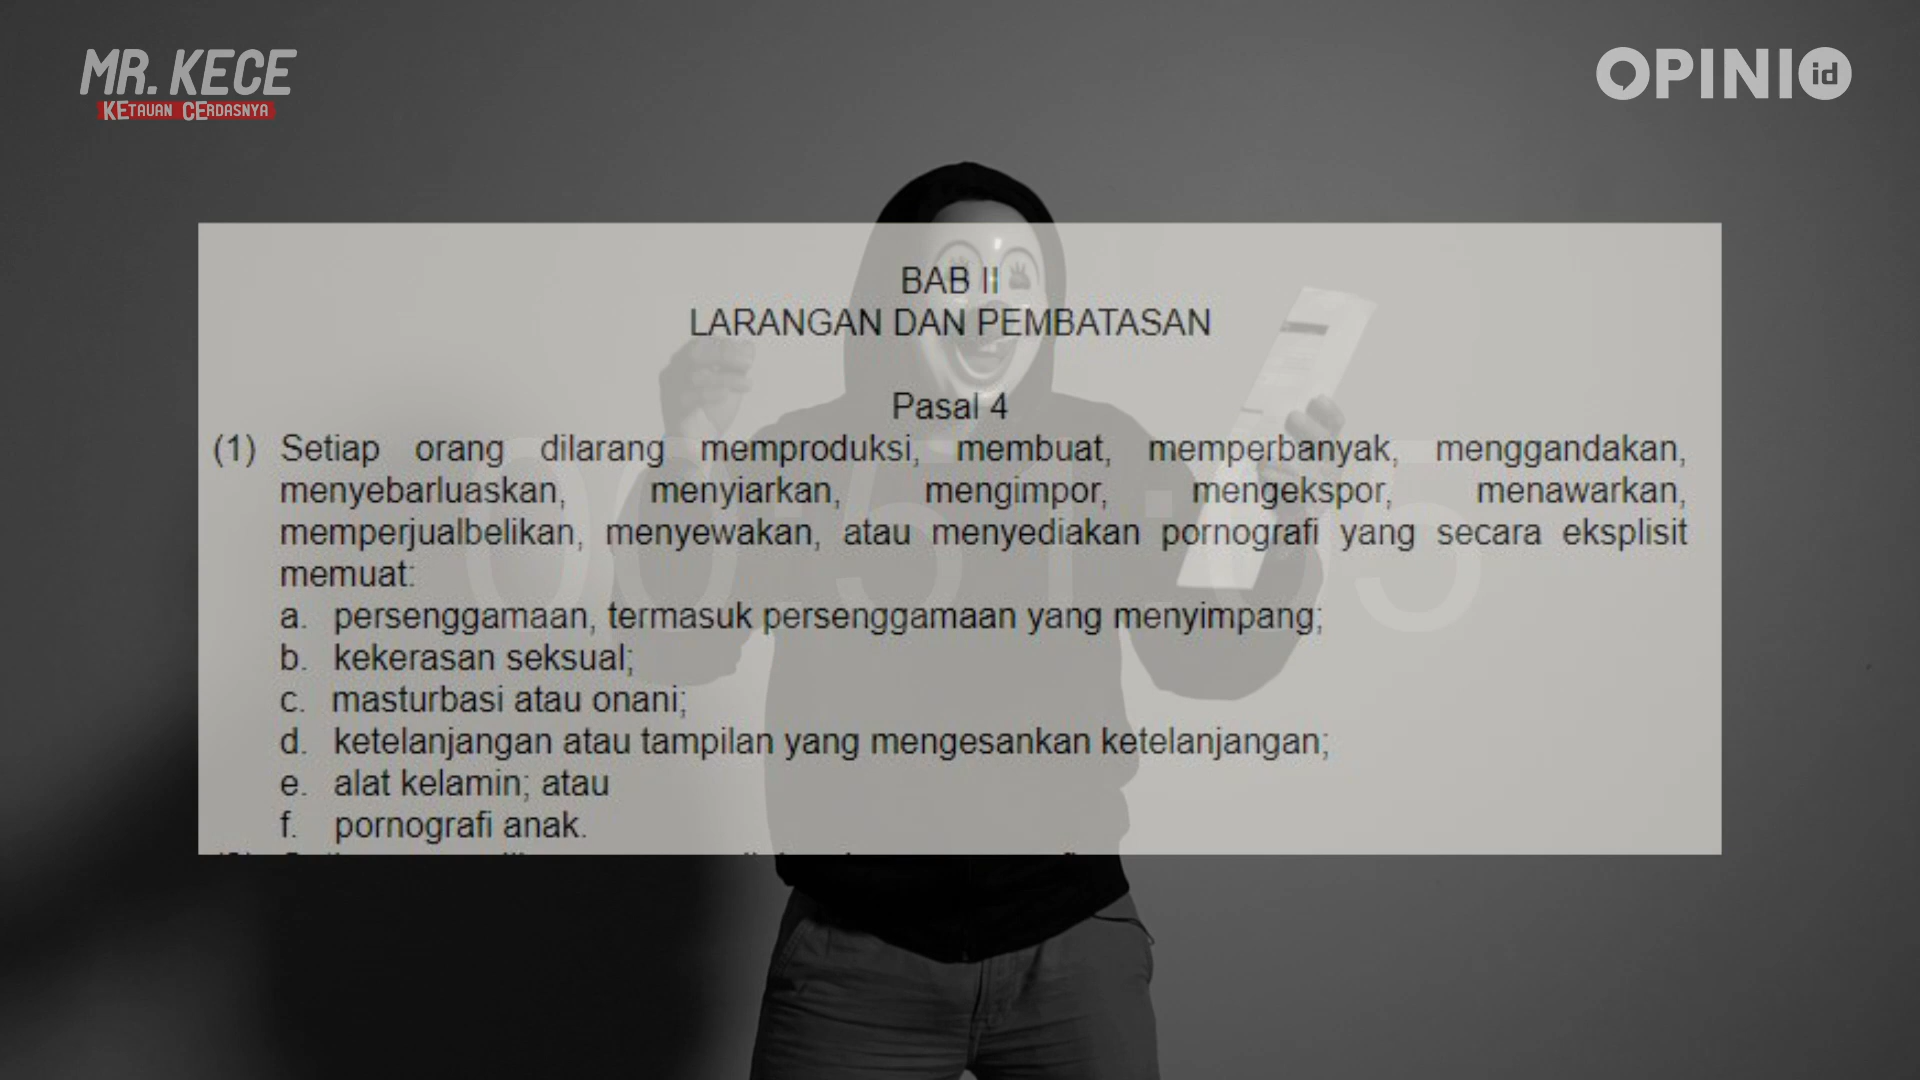 MR. KECE
KETAUAN CERDASNYA
OPINIO id
BAB II
LARANGAN DAN PEMBATASAN
Pasal 4
(1) Setiap orang dilarang memproduksi, membuat, memperbanyak, menggandakan,
menyebarluaskan, menyiarkan, mengimpor, mengekspor, menawarkan,
memperjualbelikan, menyewakan, atau menyediakan pornografi yang secara eksplisit
memuat:
a. persenggamaan, termasuk persenggamaan yang menyimpang;
b. kekerasan seksual;
c. masturbasi atau onani;
d. ketelanjangan atau tampilan yang mengesankan ketelanjangan;
e. alat kelamin; atau
f. pornografi anak.